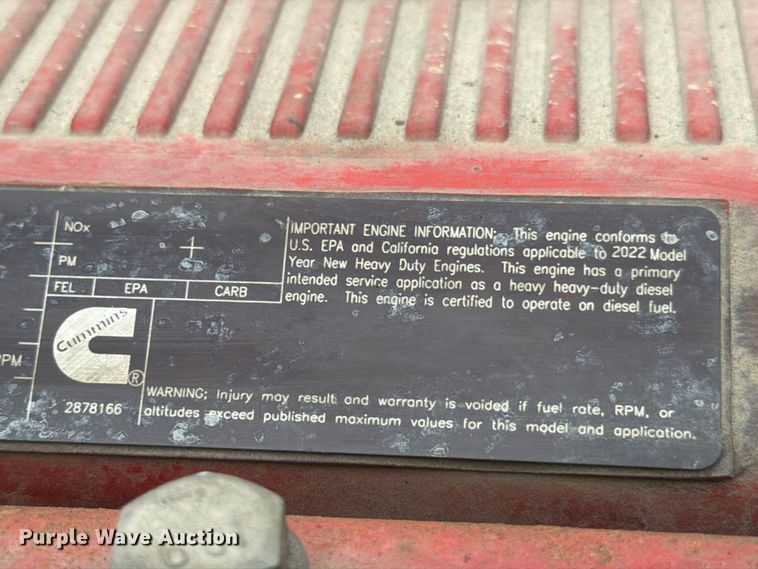 NOx
PM
FEL EPA CARB
Cummins
®
RPM
2878166
IMPORTANT ENGINE INFORMATION: This engine conforms to
U.S. EPA and California regulations applicable to 2022 Model
Year New Heavy Duty Engines. This engine has a primary
intended service application as a heavy heavy-duty diesel
engine. This engine is certified to operate on diesel fuel.
WARNING; Injury may result and warranty is voided if fuel rate, RPM, or
altitudes exceed published maximum values for this model and application.
Purple Wave Auction